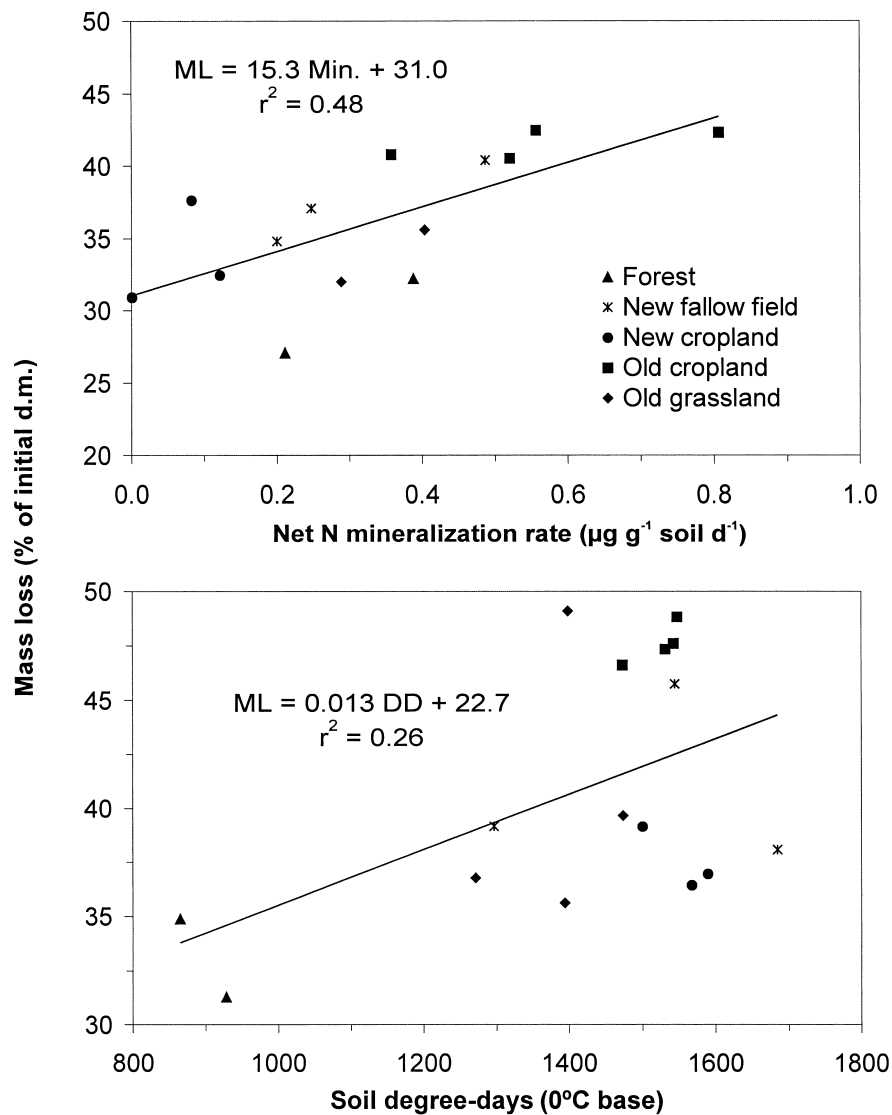 Mass loss (% of initial d.m.)
50
45
40
35
30
25
20
ML = 15.3 Min. + 31.0
r² = 0.48
Forest
New fallow field
New cropland
Old cropland
Old grassland
0.0 0.2 0.4 0.6 0.8 1.0
Net N mineralization rate (µg g⁻¹ soil d⁻¹)
50
45
40
35
30
ML = 0.013 DD + 22.7
r² = 0.26
800 1000 1200 1400 1600 1800
Soil degree-days (0ºC base)